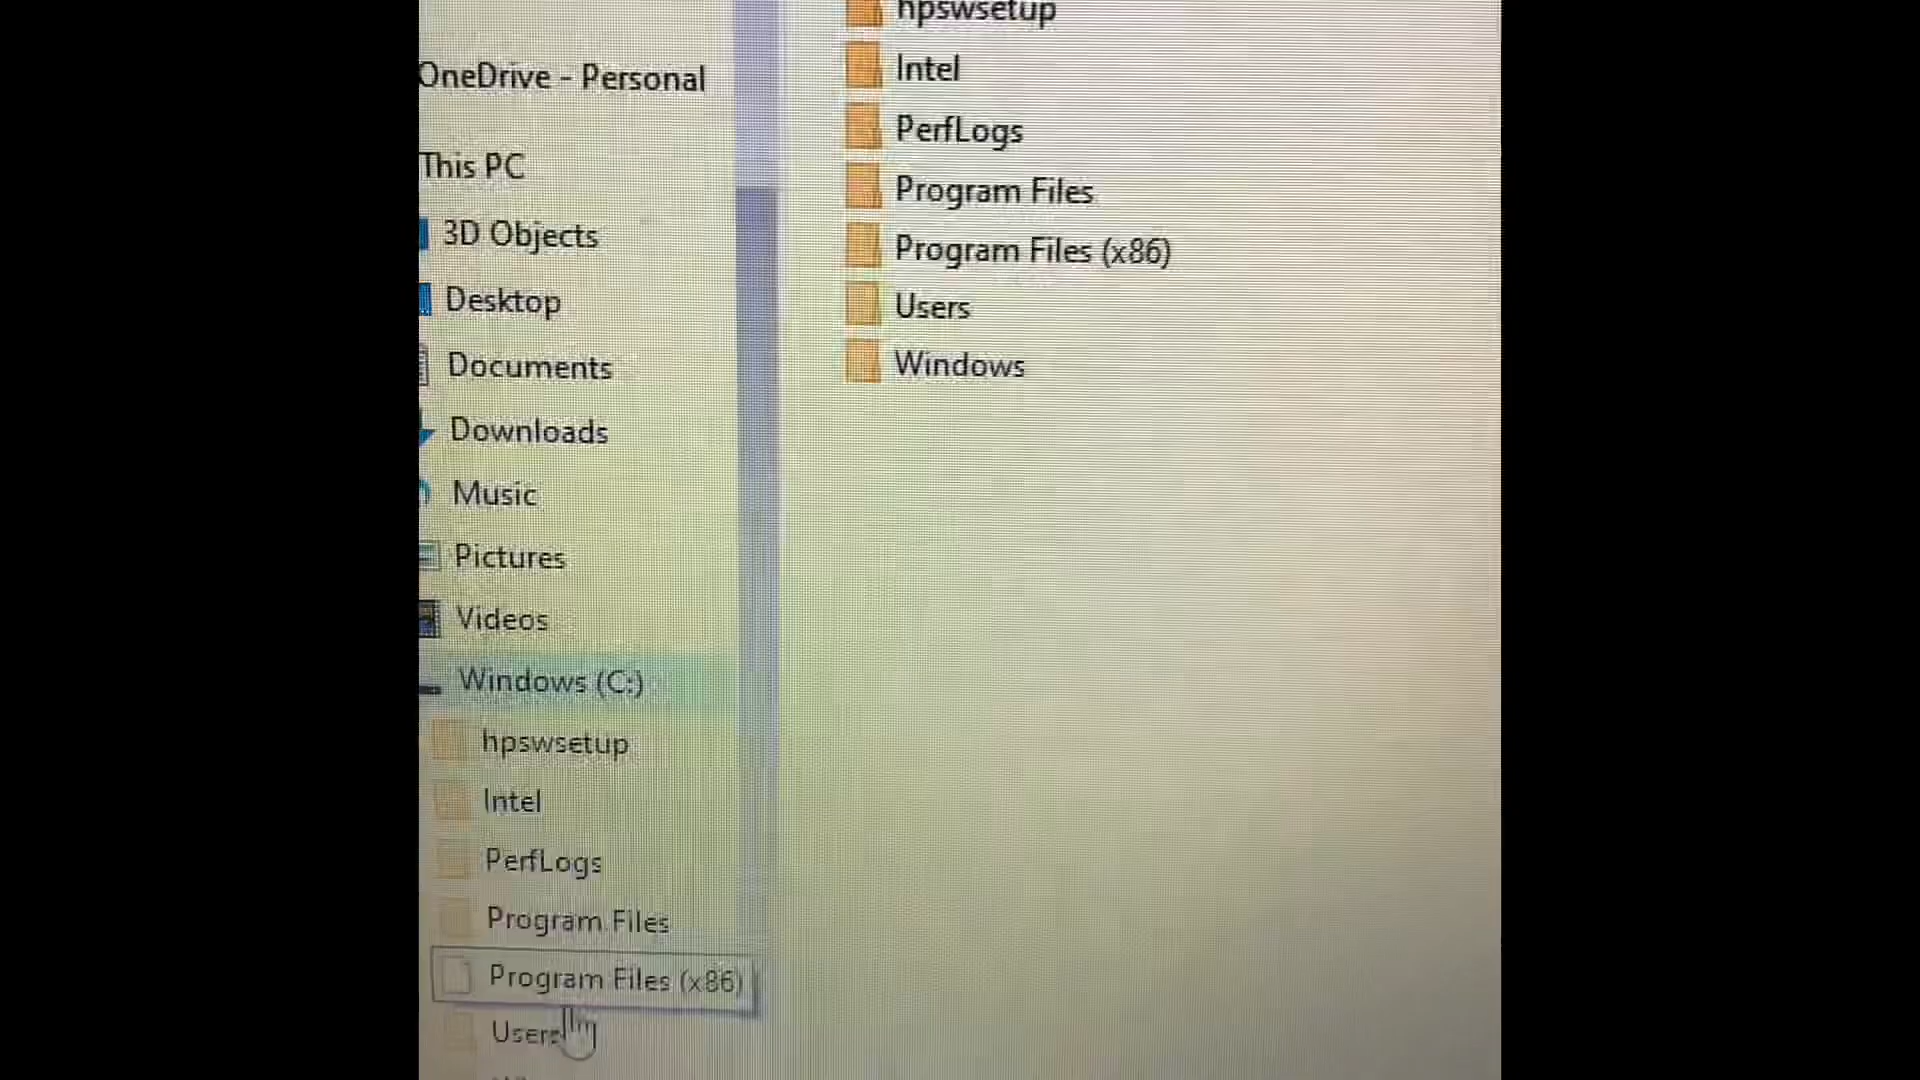 OneDrive - Personal
This PC
3D Objects
Desktop
Documents
Downloads
Music
Pictures
Videos
Windows (C:)
hpswsetup
Intel
PerfLogs
Program Files
Program Files (x86)
Users
hpswsetup
Intel
PerfLogs
Program Files
Program Files (x86)
Users
Windows